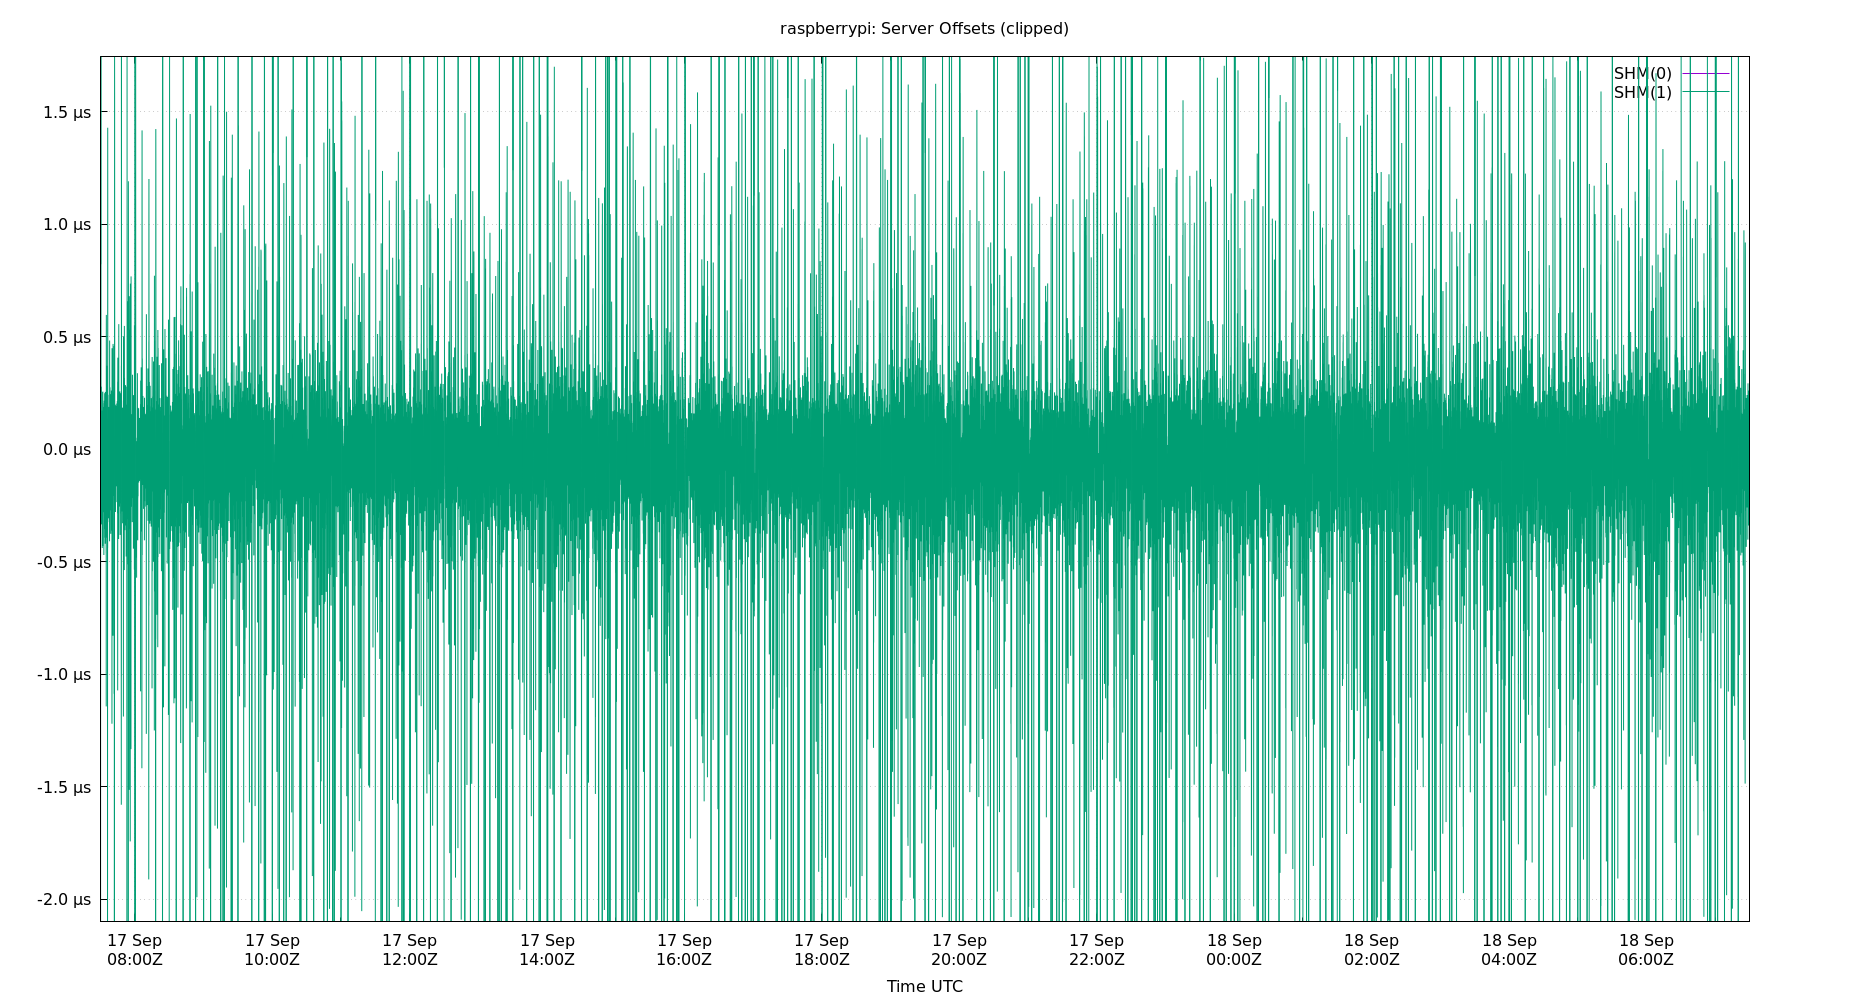 raspberrypi: Server Offsets (clipped)
SHM(0)
SHM(1)
1.5 µs
1.0 µs
0.5 µs
0.0 µs
-0.5 µs
-1.0 µs
-1.5 µs
-2.0 µs
17 Sep 17 Sep 17 Sep 17 Sep 17 Sep 17 Sep 17 Sep 17 Sep 18 Sep 18 Sep 18 Sep 18 Sep
08:00Z 10:00Z 12:00Z 14:00Z 16:00Z 18:00Z 20:00Z 22:00Z 00:00Z 02:00Z 04:00Z 06:00Z
Time UTC